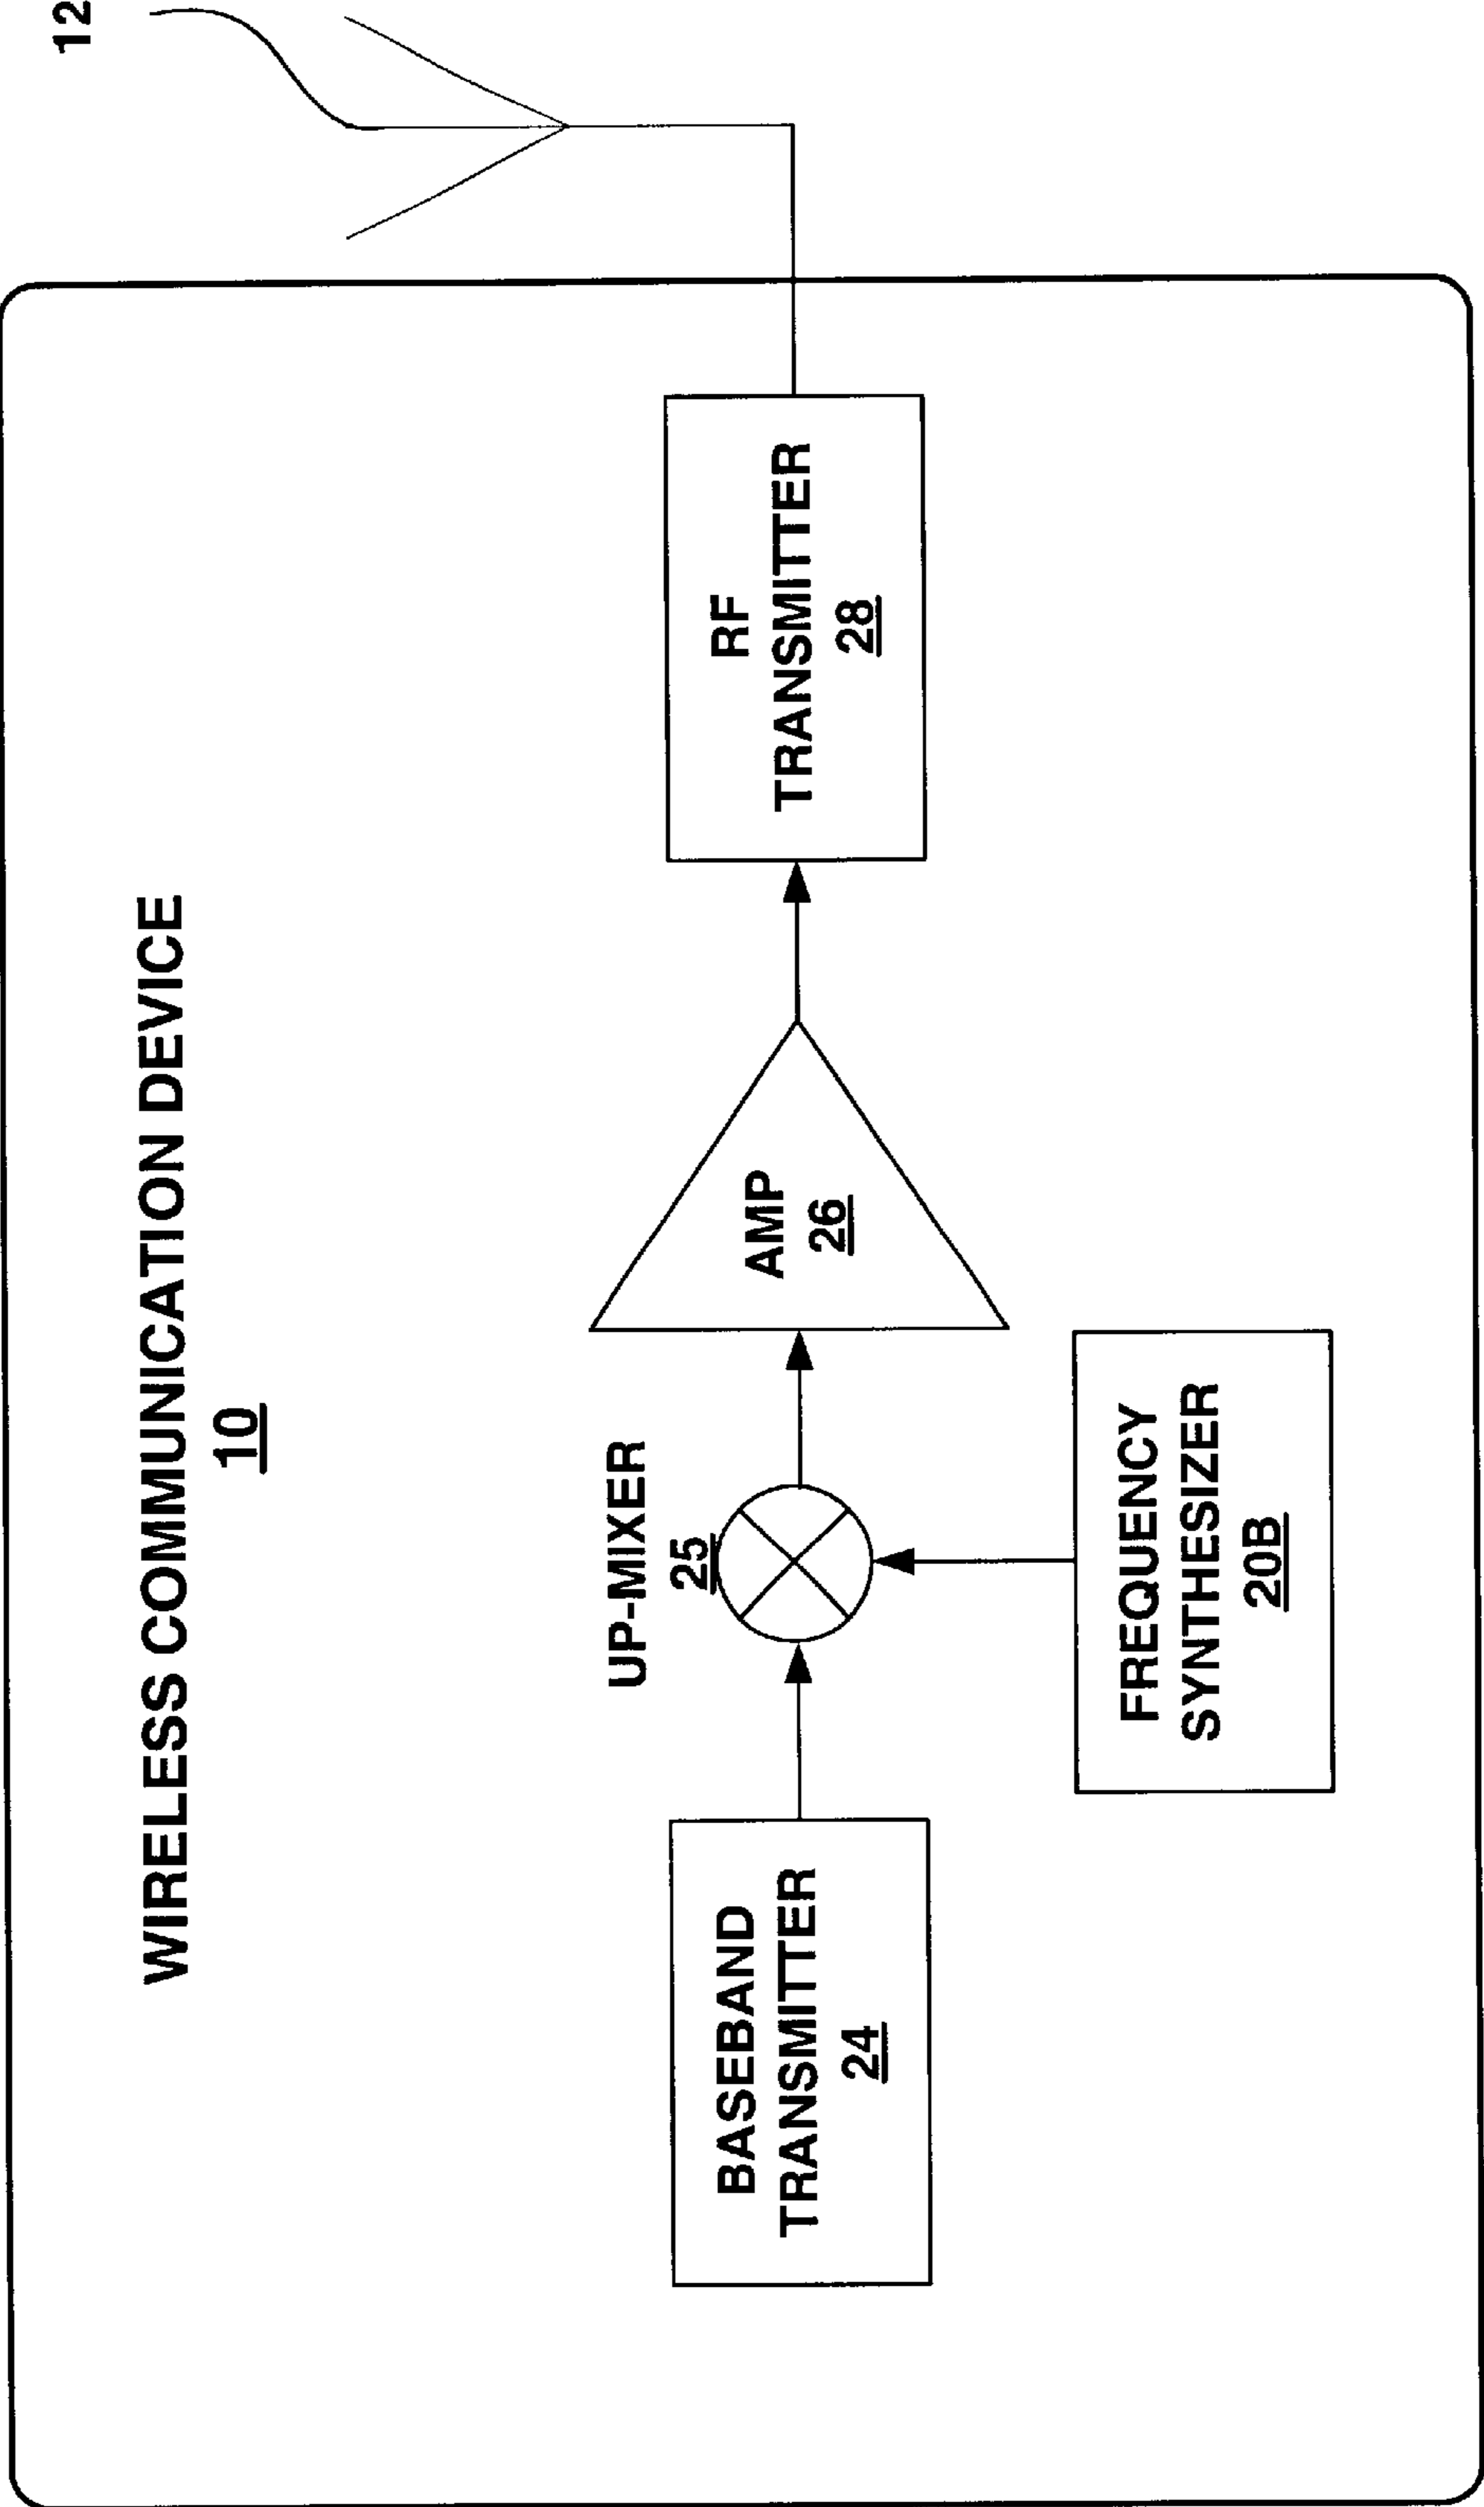 WIRELESS COMMUNICATION DEVICE
10
12
UP-MIXER
25
BASEBAND
TRANSMITTER
24
AMP
26
RF
TRANSMITTER
28
FREQUENCY
SYNTHESIZER
20B